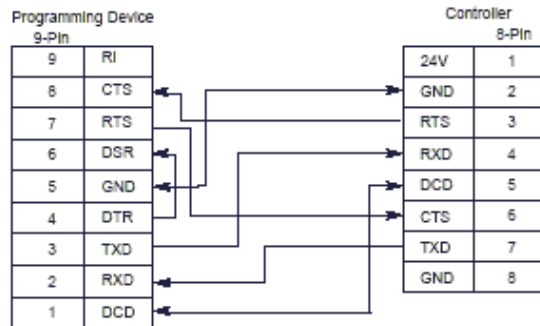 Programming Device
9-Pin
9 RI
8 CTS
7 RTS
6 DSR
5 GND
4 DTR
3 TXD
2 RXD
1 DCD
Controller
8-Pin
24V 1
GND 2
RTS 3
RXD 4
DCD 5
CTS 6
TXD 7
GND 8